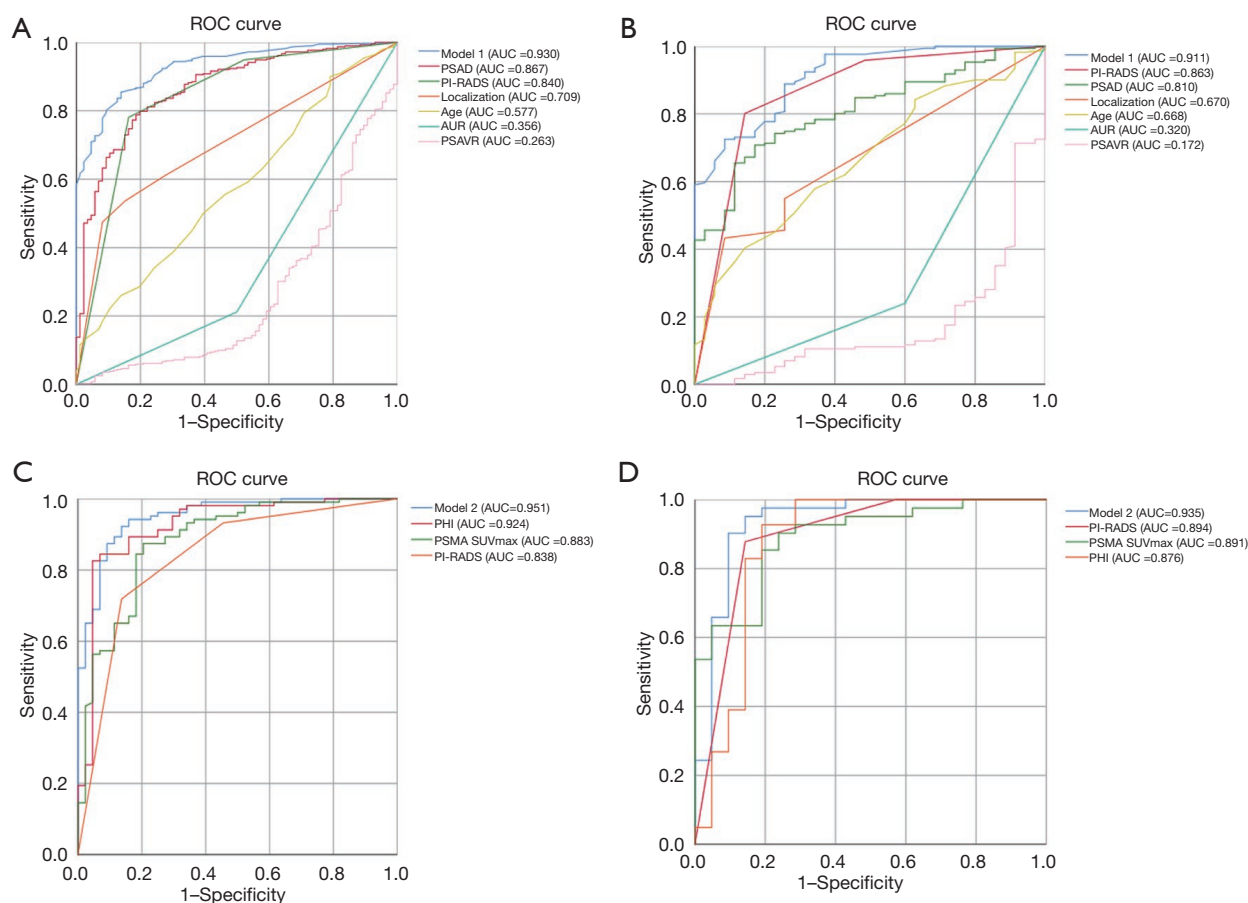 A
ROC curve
1.0
0.8
0.6
0.4
0.2
0.0
Sensitivity
0.0 0.2 0.4 0.6 0.8 1.0
1–Specificity
Model 1 (AUC =0.930)
PSAD (AUC =0.867)
PI-RADS (AUC =0.840)
Localization (AUC =0.709)
Age (AUC =0.577)
AUR (AUC =0.356)
PSAVR (AUC =0.263)
B
ROC curve
1.0
0.8
0.6
0.4
0.2
0.0
Sensitivity
0.0 0.2 0.4 0.6 0.8 1.0
1–Specificity
Model 1 (AUC =0.911)
PI-RADS (AUC =0.863)
PSAD (AUC =0.810)
Localization (AUC =0.670)
Age (AUC =0.668)
AUR (AUC =0.320)
PSAVR (AUC =0.172)
C
ROC curve
1.0
0.8
0.6
0.4
0.2
0.0
Sensitivity
0.0 0.2 0.4 0.6 0.8 1.0
1–Specificity
Model 2 (AUC=0.951)
PHI (AUC =0.924)
PSMA SUVmax (AUC =0.883)
PI-RADS (AUC =0.838)
D
ROC curve
1.0
0.8
0.6
0.4
0.2
0.0
Sensitivity
0.0 0.2 0.4 0.6 0.8 1.0
1–Specificity
Model 2 (AUC=0.935)
PI-RADS (AUC =0.894)
PSMA SUVmax (AUC =0.891)
PHI (AUC =0.876)